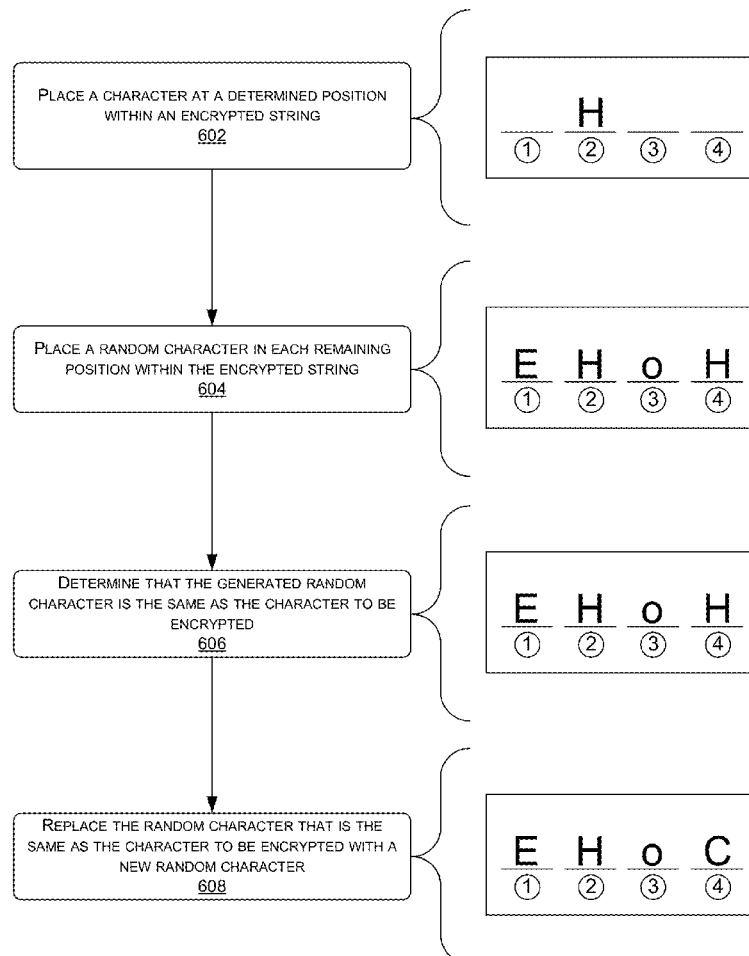 PLACE A CHARACTER AT A DETERMINED POSITION
WITHIN AN ENCRYPTED STRING
602
H
1 2 3 4
PLACE A RANDOM CHARACTER IN EACH REMAINING
POSITION WITHIN THE ENCRYPTED STRING
604
E H o H
1 2 3 4
DETERMINE THAT THE GENERATED RANDOM
CHARACTER IS THE SAME AS THE CHARACTER TO BE
ENCRYPTED
606
E H o H
1 2 3 4
REPLACE THE RANDOM CHARACTER THAT IS THE
SAME AS THE CHARACTER TO BE ENCRYPTED WITH A
NEW RANDOM CHARACTER
608
E H o C
1 2 3 4